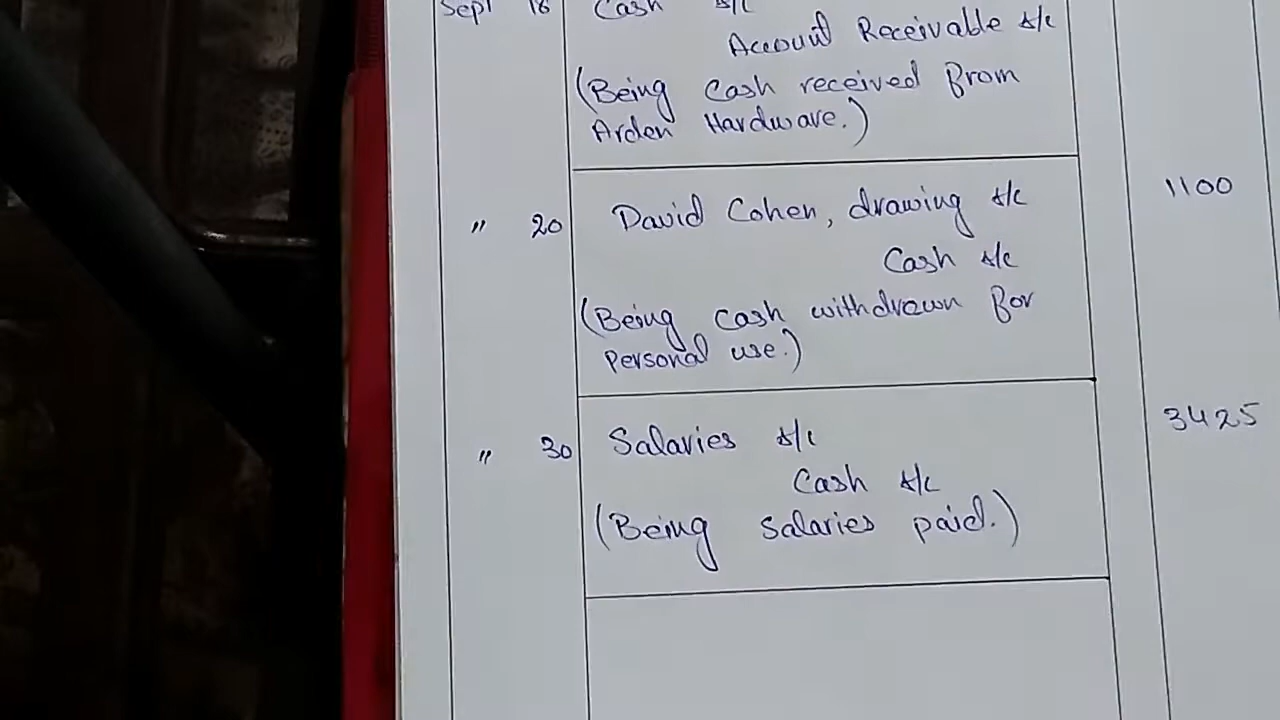 Sept 18 Cash A/c
Account Receivable A/c
(Being Cash received from
Arden Hardware.)
" 20 David Cohen, drawing A/c 1100
Cash A/c
(Being Cash withdrawn for
Personal use.)
" 30 Salaries A/c 3425
Cash A/c
(Being Salaries paid.)